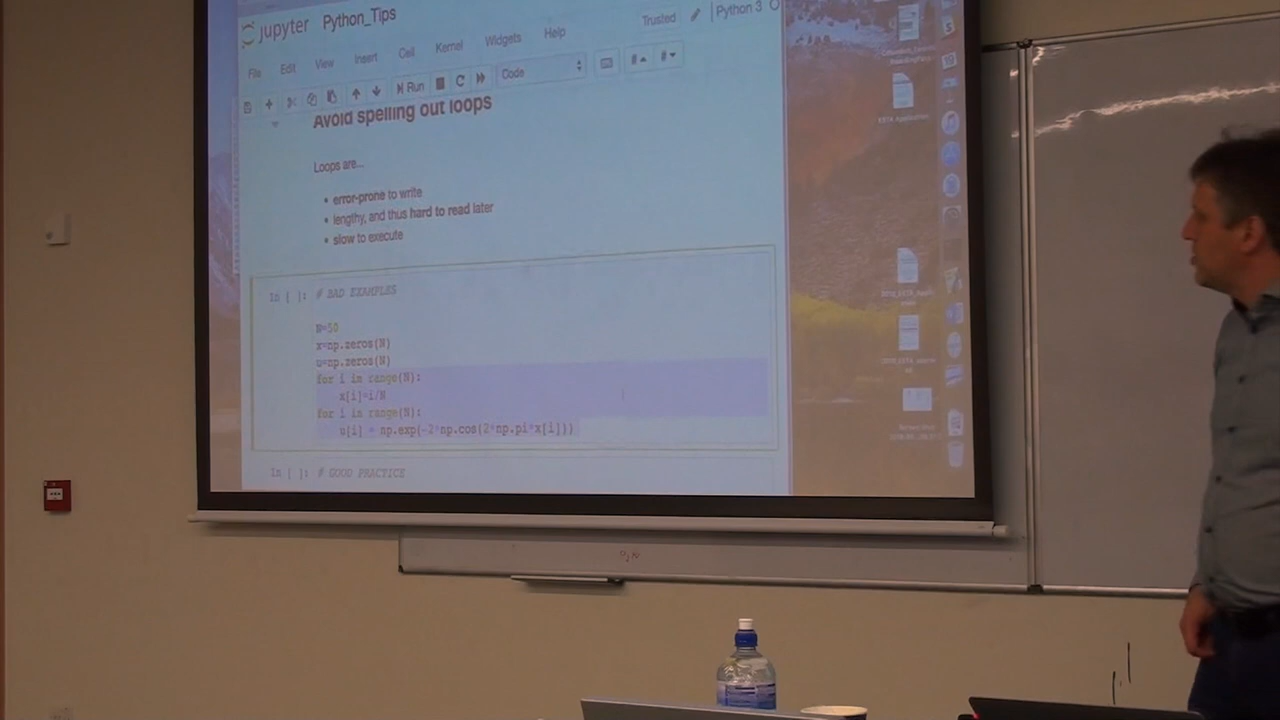 jupyter Python_Tips
Trusted Python 3
File Edit View Insert Cell Kernel Widgets Help
Run Code
Avoid spelling out loops
Loops are...
• error-prone to write
• lengthy, and thus hard to read later
• slow to execute
In [ ]: # BAD EXAMPLES
N=50
x=np.zeros(N)
u=np.zeros(N)
for i in range(N):
x[i]=i/N
for i in range(N):
u[i] = np.exp(-2*np.cos(2*np.pi*x[i]))
In [ ]: # GOOD PRACTICE